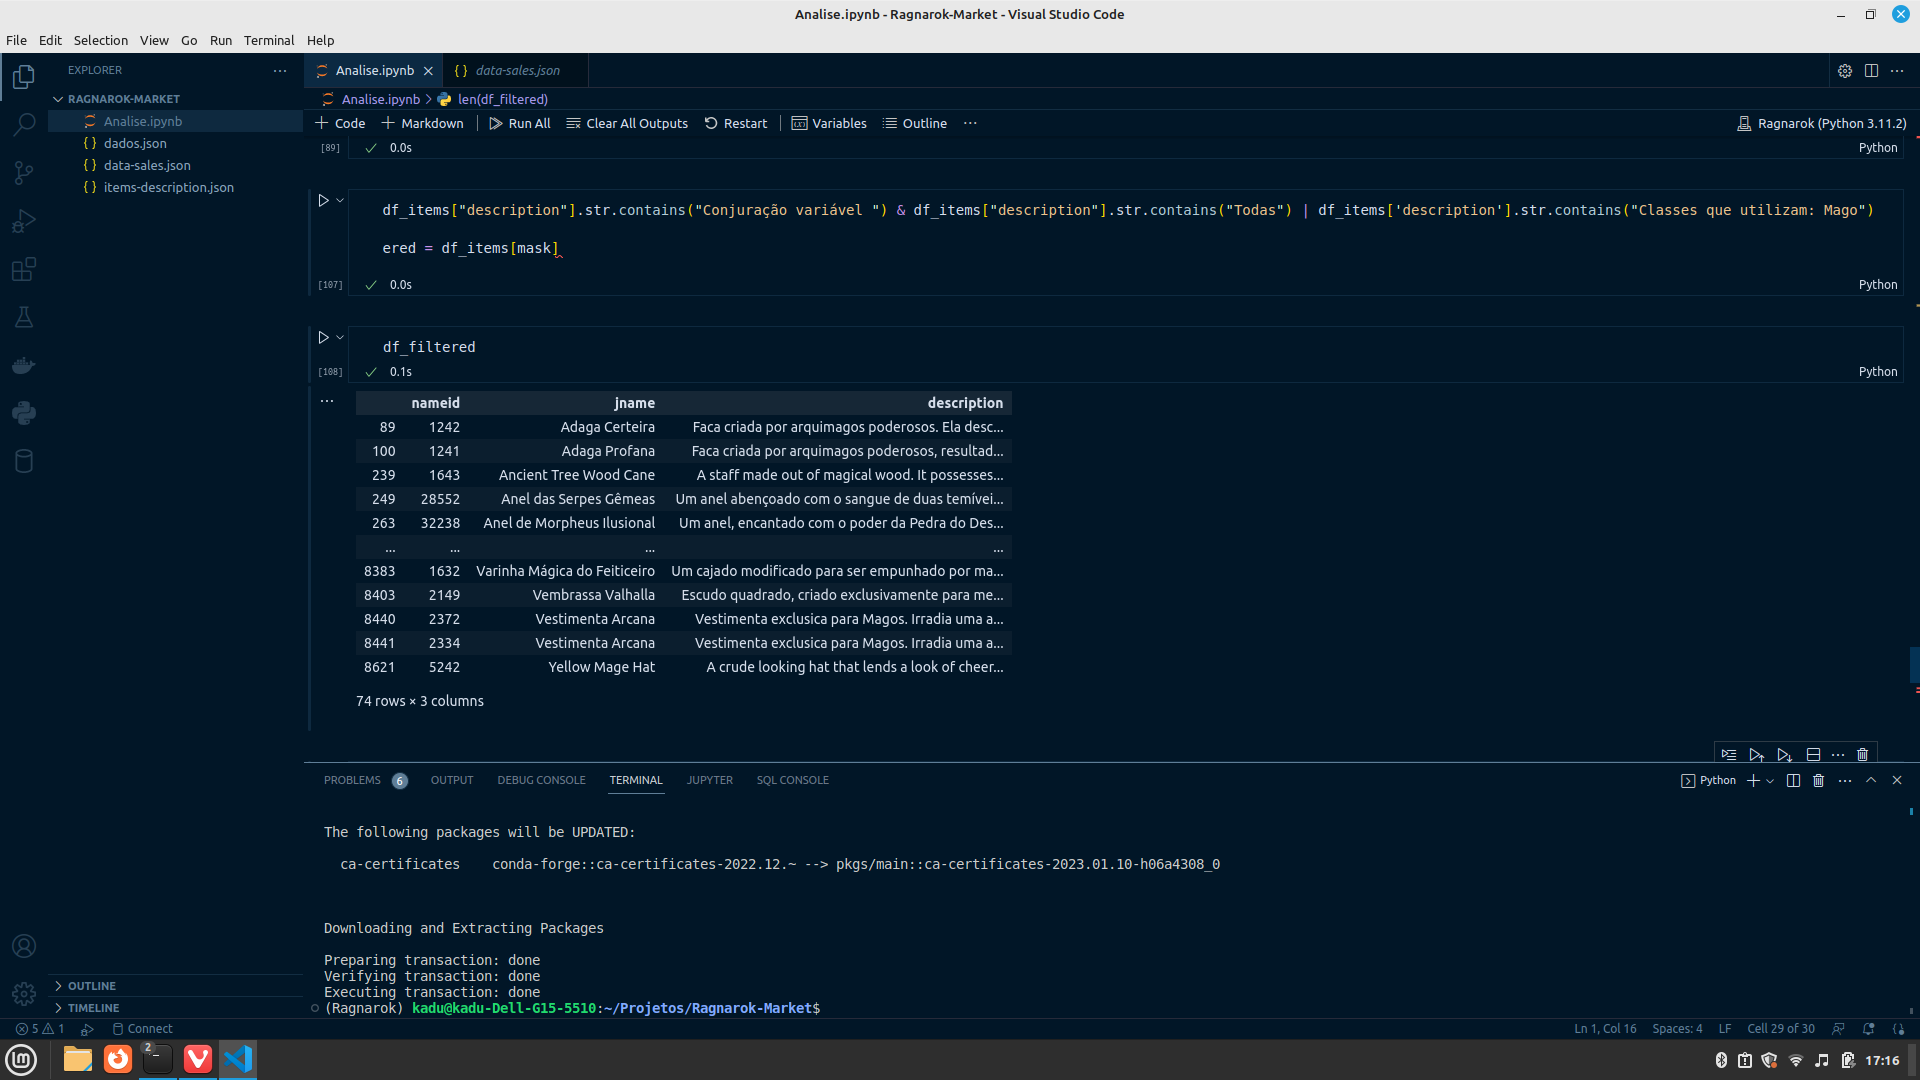 Analise.ipynb - Ragnarok-Market - Visual Studio Code
File Edit Selection View Go Run Terminal Help
EXPLORER
RAGNAROK-MARKET
Analise.ipynb
dados.json
data-sales.json
items-description.json
OUTLINE
TIMELINE
Analise.ipynb data-sales.json
Analise.ipynb > len(df_filtered)
+ Code + Markdown Run All Clear All Outputs Restart Variables Outline ... Ragnarok (Python 3.11.2)
[89] 0.0s Python
df_items["description"].str.contains("Conjuração variável ") & df_items["description"].str.contains("Todas") | df_items['description'].str.contains("Classes que utilizam: Mago")
ered = df_items[mask]
[107] 0.0s Python
df_filtered
[108] 0.1s Python
nameid jname description
89 1242 Adaga Certeira Faca criada por arquimagos poderosos. Ela desc...
100 1241 Adaga Profana Faca criada por arquimagos poderosos, resultad...
239 1643 Ancient Tree Wood Cane A staff made out of magical wood. It possesses...
249 28552 Anel das Serpes Gêmeas Um anel abençoado com o sangue de duas temívei...
263 32238 Anel de Morpheus Ilusional Um anel, encantado com o poder da Pedra do Des...
... ... ... ...
8383 1632 Varinha Mágica do Feiticeiro Um cajado modificado para ser empunhado por ma...
8403 2149 Vembrassa Valhalla Escudo quadrado, criado exclusivamente para me...
8440 2372 Vestimenta Arcana Vestimenta exclusica para Magos. Irradia uma a...
8441 2334 Vestimenta Arcana Vestimenta exclusica para Magos. Irradia uma a...
8621 5242 Yellow Mage Hat A crude looking hat that lends a look of cheer...
74 rows × 3 columns
PROBLEMS 6 OUTPUT DEBUG CONSOLE TERMINAL JUPYTER SQL CONSOLE Python
The following packages will be UPDATED:
ca-certificates conda-forge::ca-certificates-2022.12.~ --> pkgs/main::ca-certificates-2023.01.10-h06a4308_0
Downloading and Extracting Packages
Preparing transaction: done
Verifying transaction: done
Executing transaction: done
(Ragnarok) kadu@kadu-Dell-G15-5510:~/Projetos/Ragnarok-Market$
5 1 Connect Ln 1, Col 16 Spaces: 4 LF Cell 29 of 30
2 17:16